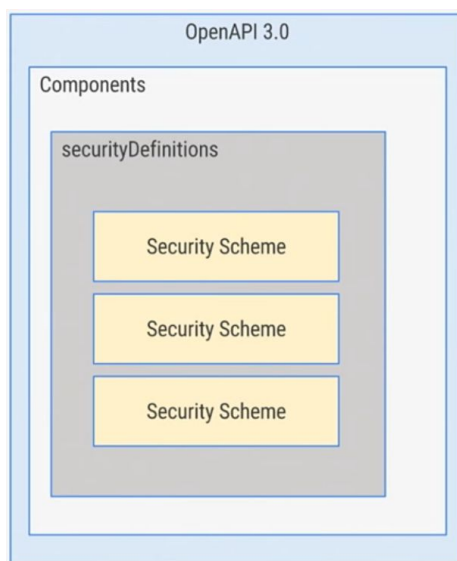 OpenAPI 3.0
Components
securityDefinitions
Security Scheme
Security Scheme
Security Scheme